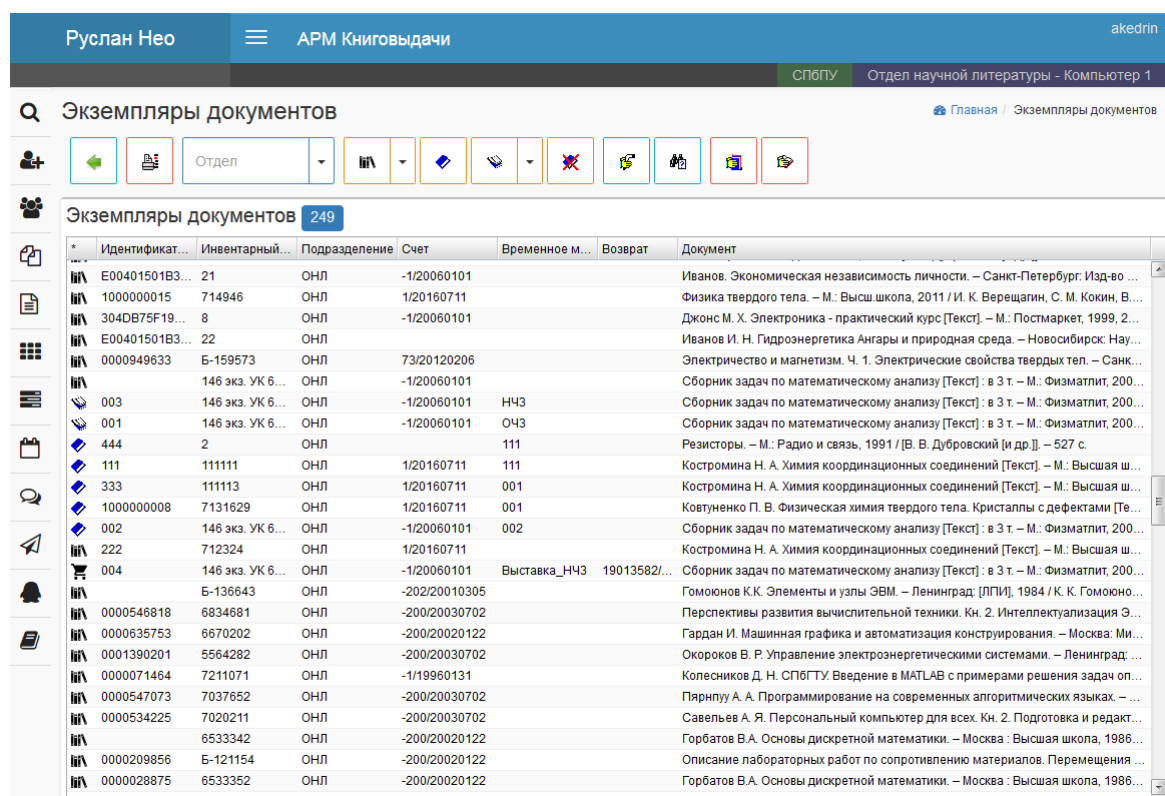 akedrin
Руслан Нео АРМ Книговыдачи
СПбПУ Отдел научной литературы - Компьютер 1
Экземпляры документов Главная / Экземпляры документов
Отдел
Экземпляры документов 249
* Идентификат... Инвентарный... Подразделение Счет Временное м... Возврат Документ
E00401501B3... 21 ОНЛ -1/20060101 Иванов. Экономическая независимость личности. – Санкт-Петербург: Изд-во ...
1000000015 714946 ОНЛ 1/20160711 Физика твердого тела. – М.: Высш.школа, 2011 / И. К. Верещагин, С. М. Кокин, В....
304DB75F19... 8 ОНЛ -1/20060101 Джонс М. Х. Электроника - практический курс [Текст]. – М.: Постмаркет, 1999, 2...
E00401501B3... 22 ОНЛ Иванов И. Н. Гидроэнергетика Ангары и природная среда. – Новосибирск: Нау...
0000949633 Б-159573 ОНЛ 73/20120206 Электричество и магнетизм. Ч. 1. Электрические свойства твердых тел. – Санк...
146 экз. УК 6... ОНЛ -1/20060101 Сборник задач по математическому анализу [Текст] : в 3 т. – М.: Физматлит, 200...
003 146 экз. УК 6... ОНЛ -1/20060101 НЧЗ Сборник задач по математическому анализу [Текст] : в 3 т. – М.: Физматлит, 200...
001 146 экз. УК 6... ОНЛ -1/20060101 ОЧЗ Сборник задач по математическому анализу [Текст] : в 3 т. – М.: Физматлит, 200...
444 2 ОНЛ 111 Резисторы. – М.: Радио и связь, 1991 / [В. В. Дубровский [и др.]]. – 527 с.
111 111111 ОНЛ 1/20160711 111 Костромина Н. А. Химия координационных соединений [Текст]. – М.: Высшая ш...
333 111113 ОНЛ 1/20160711 001 Костромина Н. А. Химия координационных соединений [Текст]. – М.: Высшая ш...
1000000008 7131629 ОНЛ 1/20160711 001 Ковтуненко П. В. Физическая химия твердого тела. Кристаллы с дефектами [Те...
002 146 экз. УК 6... ОНЛ -1/20060101 002 Сборник задач по математическому анализу [Текст] : в 3 т. – М.: Физматлит, 200...
222 712324 ОНЛ 1/20160711 Костромина Н. А. Химия координационных соединений [Текст]. – М.: Высшая ш...
004 146 экз. УК 6... ОНЛ -1/20060101 Выставка_НЧЗ 19013582/... Сборник задач по математическому анализу [Текст] : в 3 т. – М.: Физматлит, 200...
Б-136643 ОНЛ -202/20010305 Гомоюнов К.К. Элементы и узлы ЭВМ. – Ленинград: [ЛПИ], 1984 / К. К. Гомоюно...
0000546818 6834681 ОНЛ -200/20030702 Перспективы развития вычислительной техники. Кн. 2. Интеллектуализация Э...
0000635753 6670202 ОНЛ -200/20020122 Гардан И. Машинная графика и автоматизация конструирования. – Москва: Ми...
0001390201 5564282 ОНЛ -200/20030702 Окороков В. Р. Управление электроэнергетическими системами. – Ленинград: ...
0000071464 7211071 ОНЛ -1/19960131 Колесников Д. Н. СПбГТУ. Введение в MATLAB с примерами решения задач оп...
0000547073 7037652 ОНЛ -200/20030702 Пярнпуу А. А. Программирование на современных алгоритмических языках. – ...
0000534225 7020211 ОНЛ -200/20030702 Савельев А. Я. Персональный компьютер для всех. Кн. 2. Подготовка и редакт...
6533342 ОНЛ -200/20020122 Горбатов В.А. Основы дискретной математики. – Москва : Высшая школа, 1986...
0000209856 Б-121154 ОНЛ -200/20020122 Описание лабораторных работ по сопротивлению материалов. Перемещения ...
0000028875 6533352 ОНЛ -200/20020122 Горбатов В.А. Основы дискретной математики. – Москва : Высшая школа, 1986...